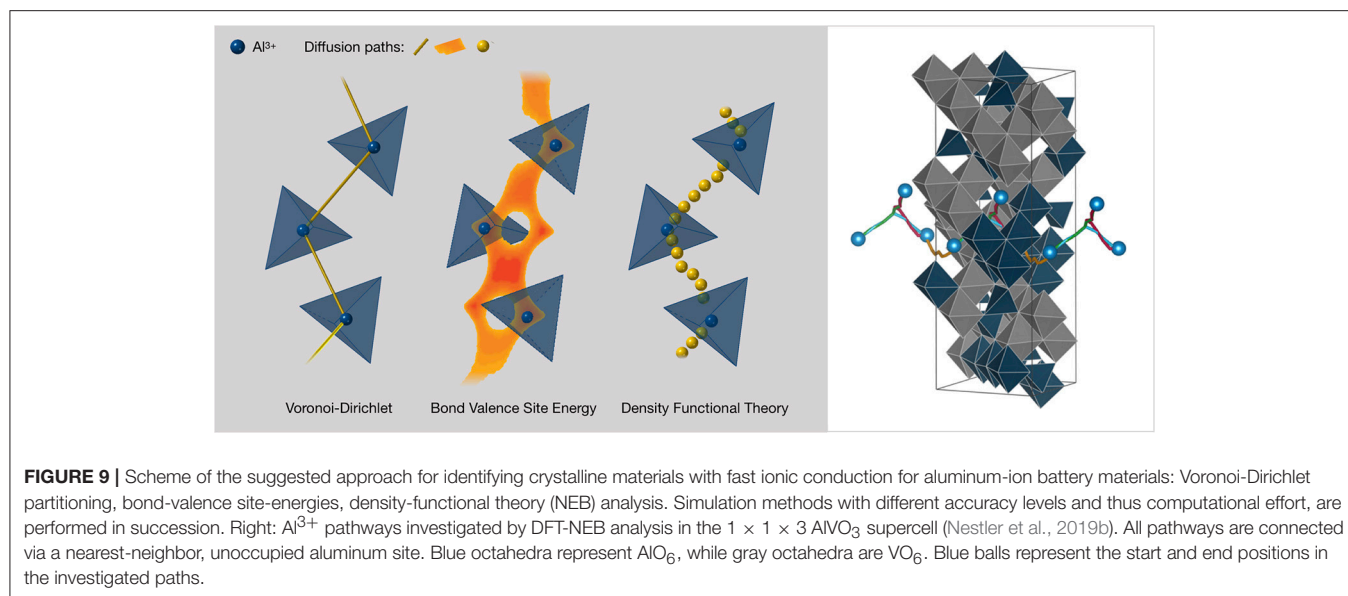 Al³⁺ Diffusion paths:
Voronoi-Dirichlet Bond Valence Site Energy Density Functional Theory
FIGURE 9 | Scheme of the suggested approach for identifying crystalline materials with fast ionic conduction for aluminum-ion battery materials: Voronoi-Dirichlet
partitioning, bond-valence site-energies, density-functional theory (NEB) analysis. Simulation methods with different accuracy levels and thus computational effort, are
performed in succession. Right: Al³⁺ pathways investigated by DFT-NEB analysis in the 1 × 1 × 3 AlVO₃ supercell (Nestler et al., 2019b). All pathways are connected
via a nearest-neighbor, unoccupied aluminum site. Blue octahedra represent AlO₆, while gray octahedra are VO₆. Blue balls represent the start and end positions in
the investigated paths.